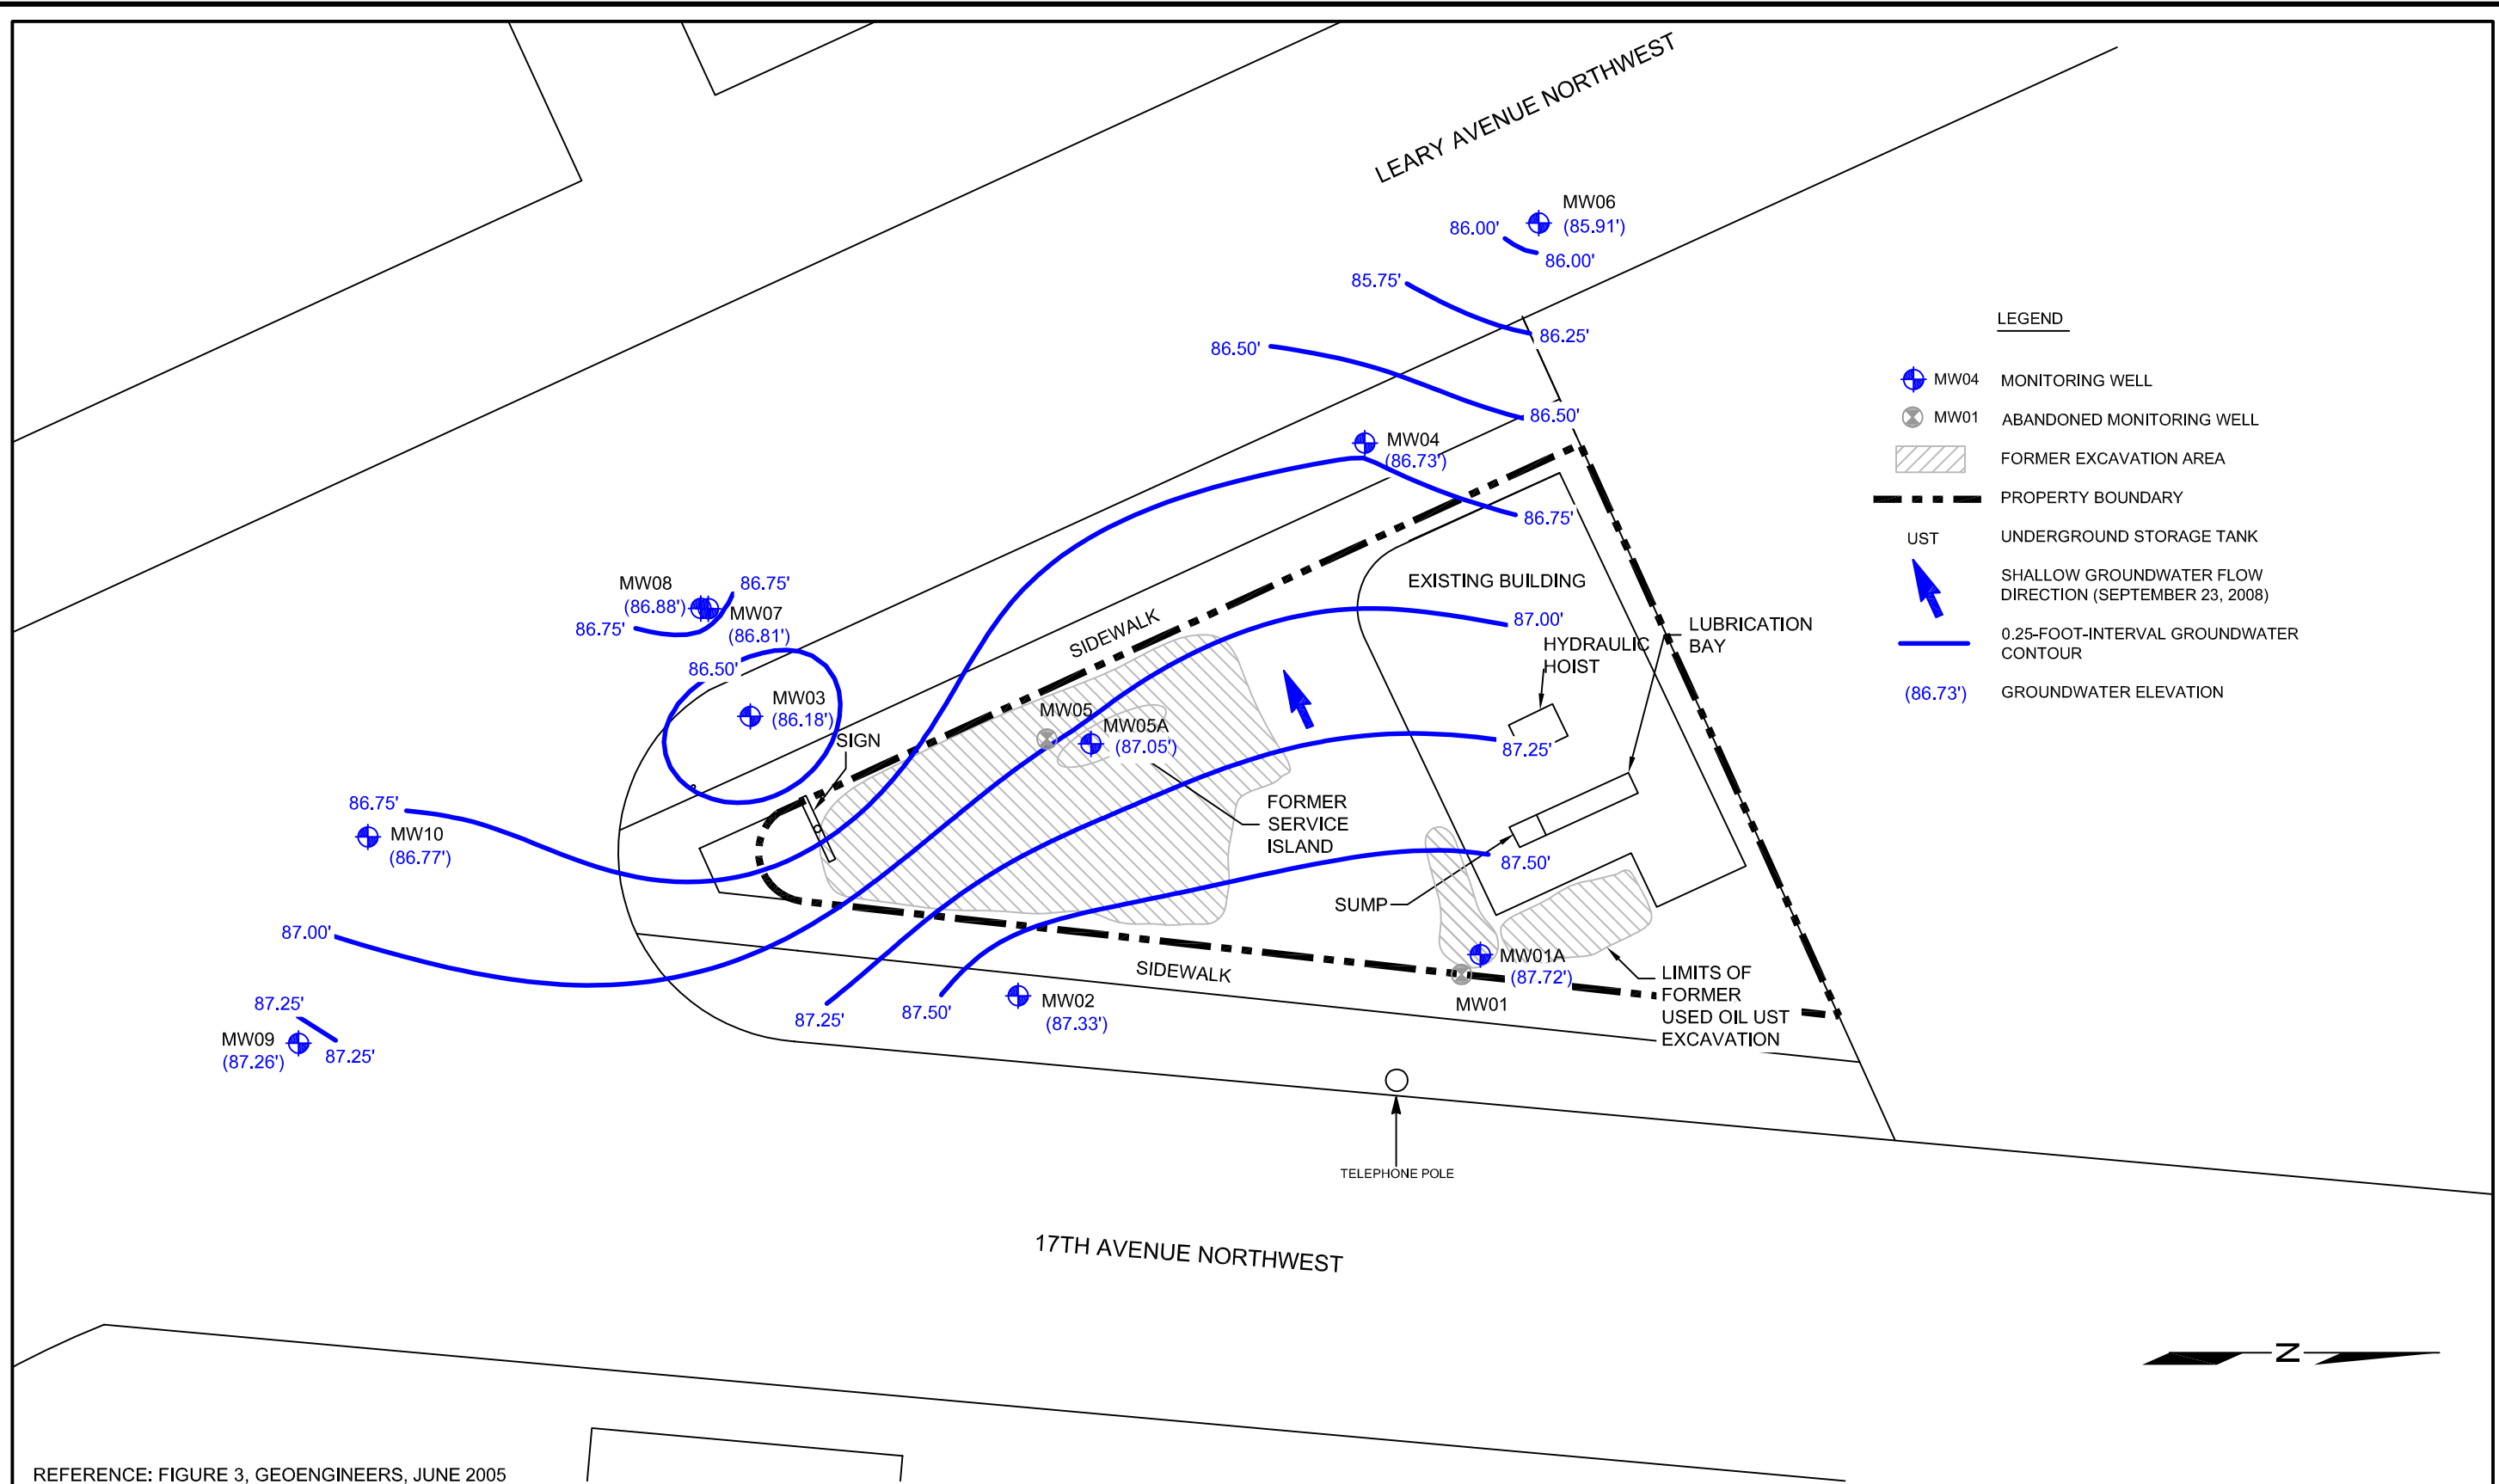 LEARY AVENUE NORTHWEST
MW06
(85.91')
86.00'
86.00'
85.75'
86.25'
86.50'
86.50'
MW04
(86.73')
86.75'
LEGEND
MW04 MONITORING WELL
MW01 ABANDONED MONITORING WELL
FORMER EXCAVATION AREA
PROPERTY BOUNDARY
UST UNDERGROUND STORAGE TANK
SHALLOW GROUNDWATER FLOW
DIRECTION (SEPTEMBER 23, 2008)
0.25-FOOT-INTERVAL GROUNDWATER
CONTOUR
(86.73') GROUNDWATER ELEVATION
MW08
(86.88')
86.75'
MW07
(86.81')
86.75'
86.50'
MW03
(86.18')
SIGN
SIDEWALK
EXISTING BUILDING
87.00'
HYDRAULIC
HOIST
LUBRICATION
BAY
MW05
MW05A
(87.05')
87.25'
FORMER
SERVICE
ISLAND
86.75'
MW10
(86.77')
87.50'
SUMP
87.00'
87.25'
MW09
(87.26')
87.25'
87.25'
87.50'
MW02
(87.33')
SIDEWALK
MW01A
(87.72')
MW01
LIMITS OF
FORMER
USED OIL UST
EXCAVATION
TELEPHONE POLE
17TH AVENUE NORTHWEST
N
REFERENCE: FIGURE 3, GEOENGINEERS, JUNE 2005